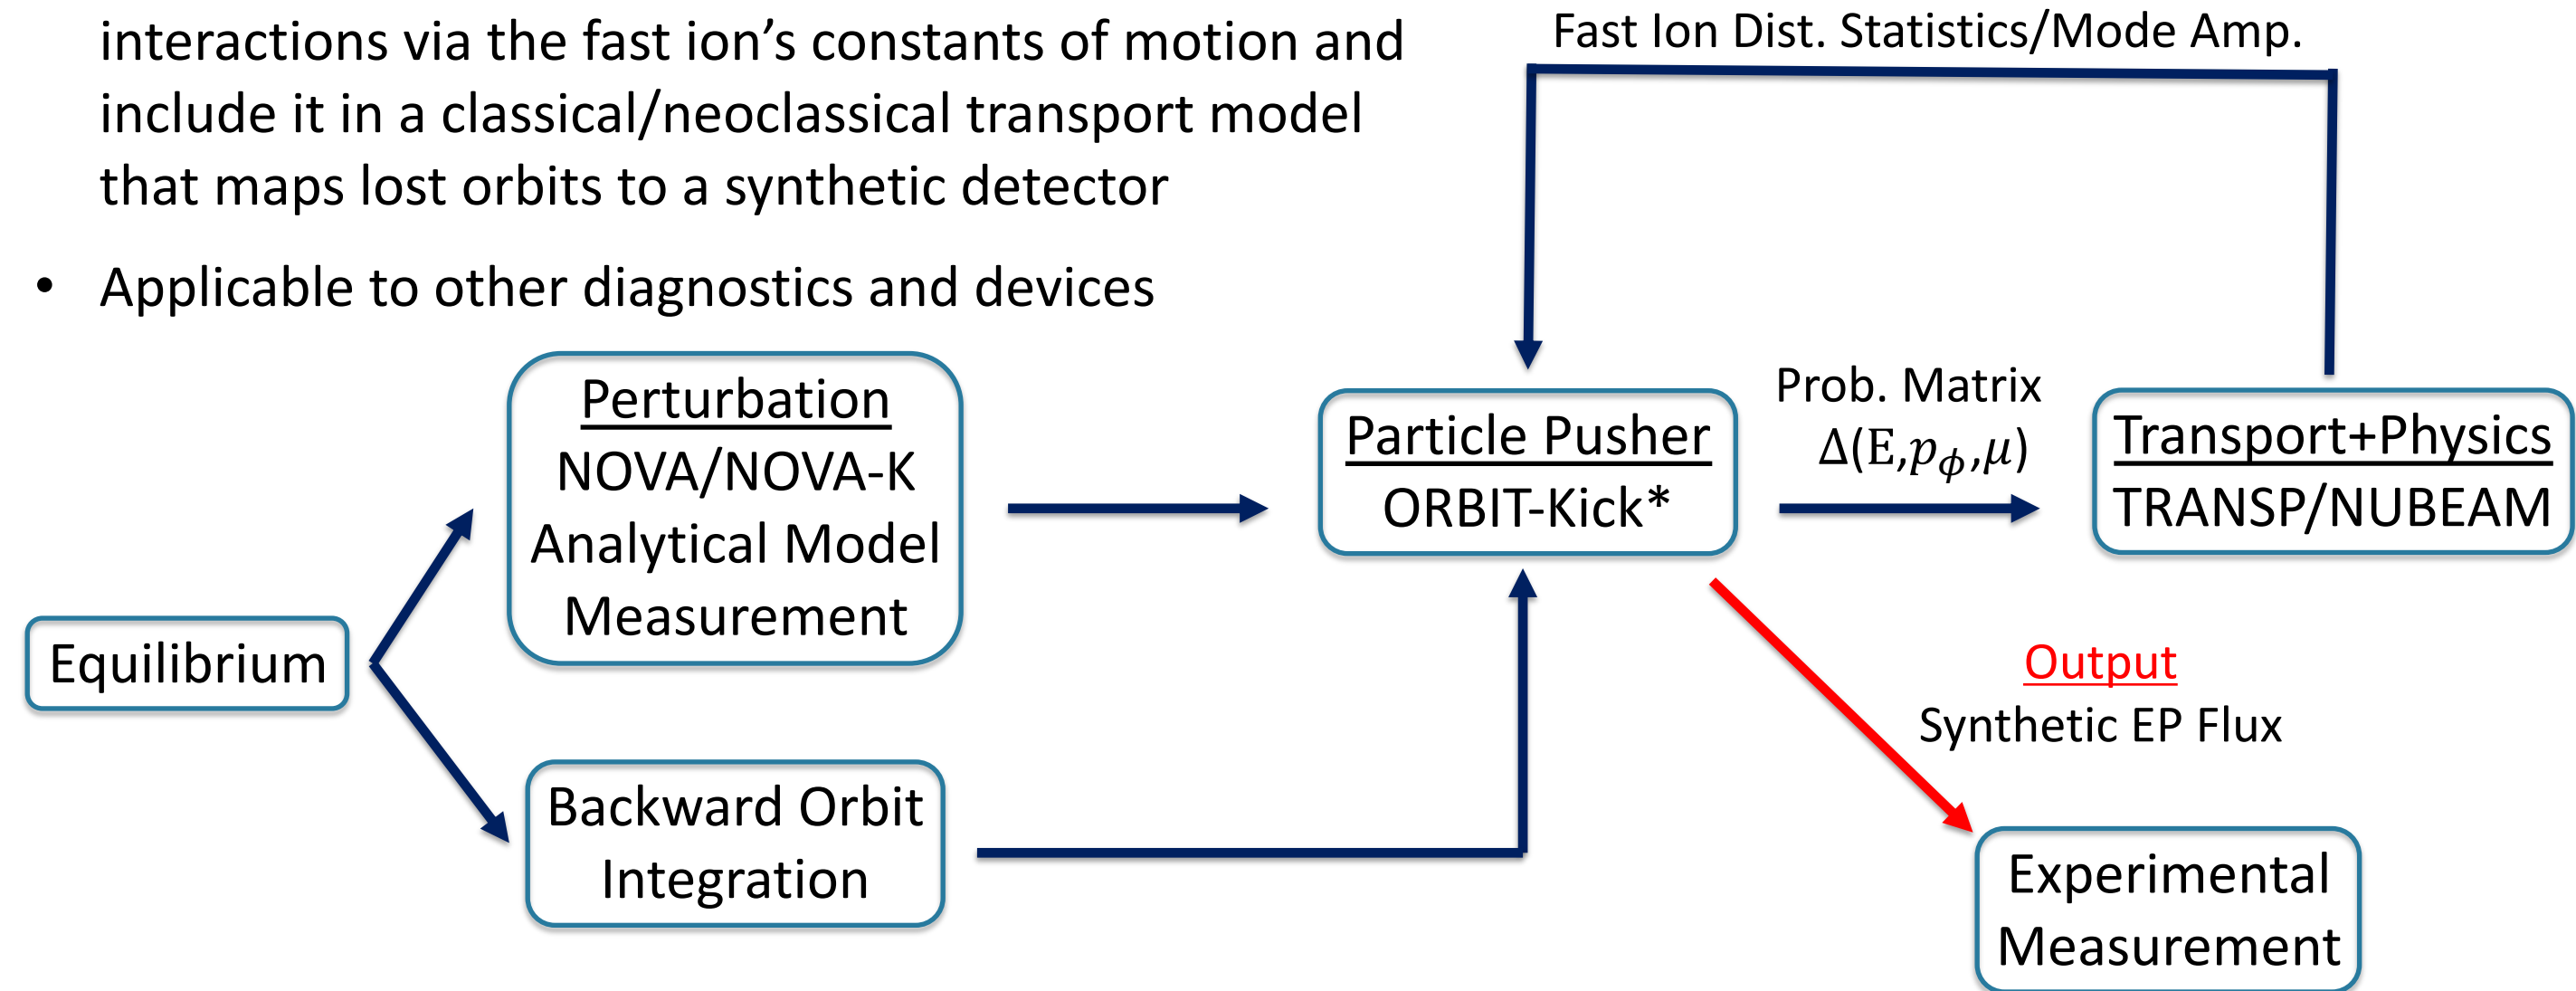 interactions via the fast ion’s constants of motion and
include it in a classical/neoclassical transport model
that maps lost orbits to a synthetic detector
• Applicable to other diagnostics and devices
Fast Ion Dist. Statistics/Mode Amp.
Perturbation
NOVA/NOVA-K
Analytical Model
Measurement
Particle Pusher
ORBIT-Kick*
Prob. Matrix
Δ(E,𝑝𝜙,𝜇)
Transport+Physics
TRANSP/NUBEAM
Equilibrium
Output
Synthetic EP Flux
Backward Orbit
Integration
Experimental
Measurement